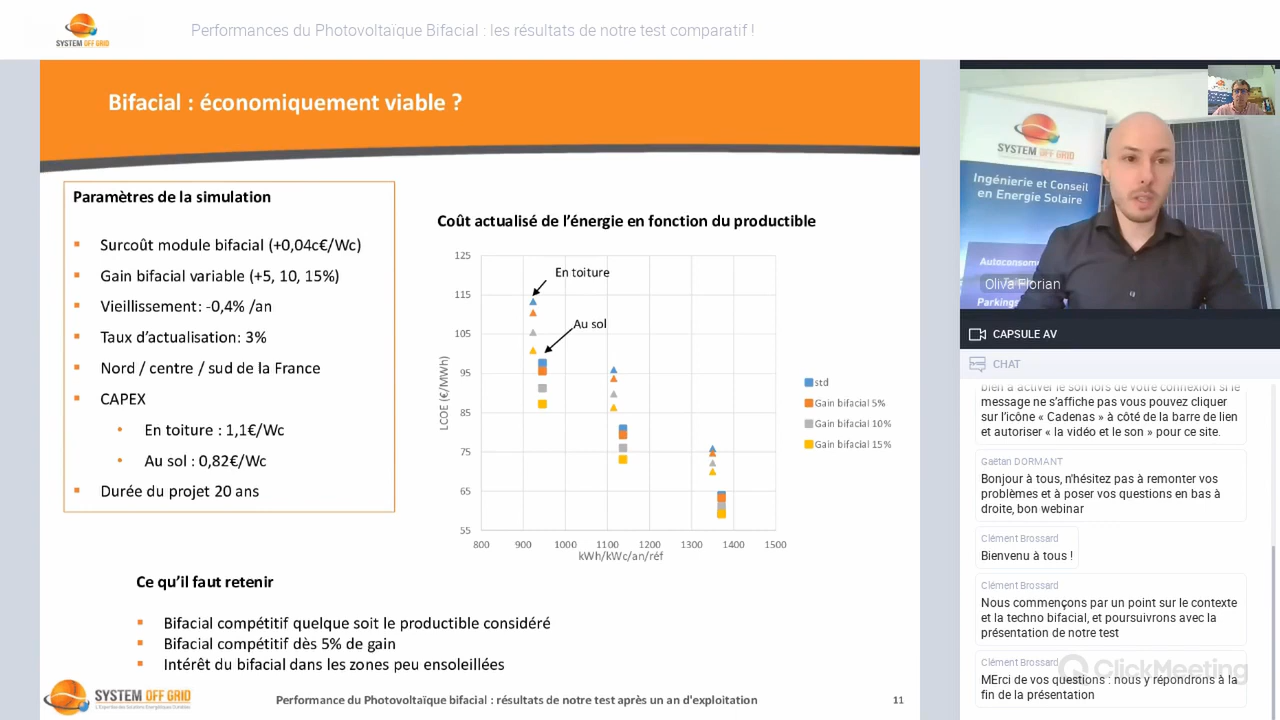 SYSTEM OFF GRID
Performances du Photovoltaïque Bifacial : les résultats de notre test comparatif !
Bifacial : économiquement viable ?
Paramètres de la simulation
Surcoût module bifacial (+0,04c€/Wc)
Gain bifacial variable (+5, 10, 15%)
Vieillissement: -0,4% /an
Taux d'actualisation: 3%
Nord / centre / sud de la France
CAPEX
En toiture : 1,1€/Wc
Au sol : 0,82€/Wc
Durée du projet 20 ans
Coût actualisé de l'énergie en fonction du productible
125
115
105
95
85
75
65
55
LCOE (€/MWh)
En toiture
Au sol
800 900 1000 1100 1200 1300 1400 1500
kWh/kWc/an/réf
std
Gain bifacial 5%
Gain bifacial 10%
Gain bifacial 15%
Ce qu'il faut retenir
Bifacial compétitif quelque soit le productible considéré
Bifacial compétitif dès 5% de gain
Intérêt du bifacial dans les zones peu ensoleillées
SYSTEM OFF GRID
Performance du Photovoltaïque bifacial : résultats de notre test après un an d'exploitation
11
SYSTEM OFF GRID
Ingénierie et Conseil
en Energie Solaire
Autoconsom
Parkings
Oliva Florian
CAPSULE AV
CHAT
bien à activer le son lors de votre connexion si le
message ne s'affiche pas vous pouvez cliquer
sur l'icône « Cadenas » à côté de la barre de lien
et autoriser « la vidéo et le son » pour ce site.
Gaëtan DORMANT
Bonjour à tous, n'hésitez pas à remonter vos
problèmes et à poser vos questions en bas à
droite, bon webinar
Clément Brossard
Bienvenu à tous !
Clément Brossard
Nous commençons par un point sur le contexte
et la techno bifacial, et poursuivrons avec la
présentation de notre test
Clément Brossard
MErci de vos questions : nous y répondrons à la
fin de la présentation
ClickMeeting